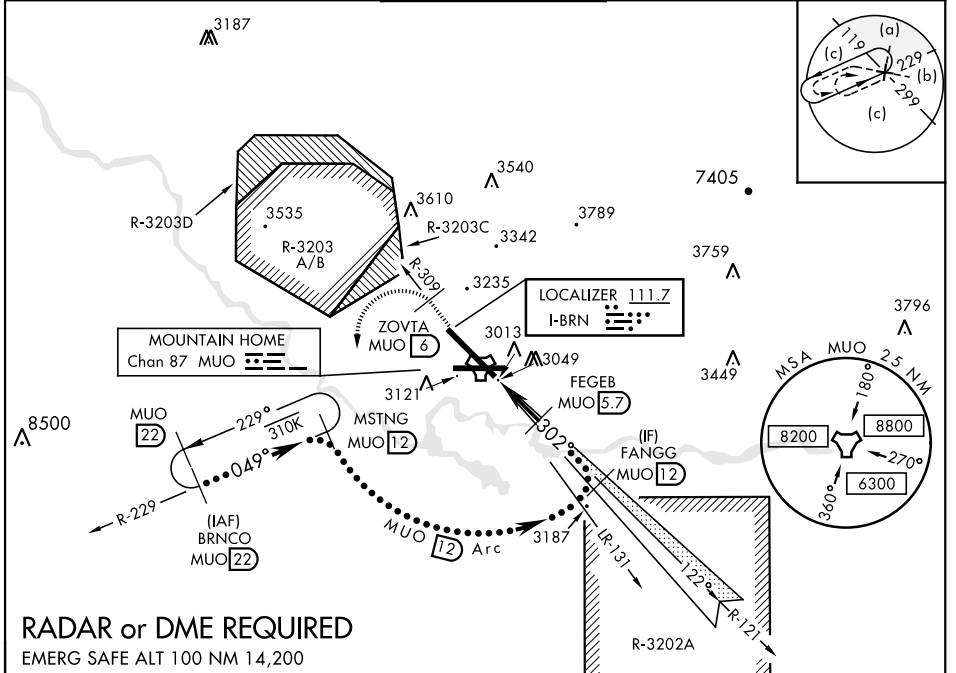 3187
(a)
119
(c)
229
(b)
299
(c)
3540
7405
3610
3789
R-3203D
3535
R-3203C
3342
R-3203
A/B
3759
R-309
3235
LOCALIZER 111.7
I-BRN
3796
ZOVTA
MUO 6
3013
MOUNTAIN HOME
Chan 87 MUO
3049
3449
MSA MUO 25 NM
3121
FEGEB
MUO 5.7
180°
8500
MUO
22
229°
310K
MSTNG
MUO 12
302°
(IF)
FANGG
MUO 12
8200
8800
270°
6300
360°
049°
R-229
(IAF)
BRNCO
MUO 22
MUO 12 Arc
3187
LR-131
122°
R-121
R-3202A
RADAR or DME REQUIRED
EMERG SAFE ALT 100 NM 14,200